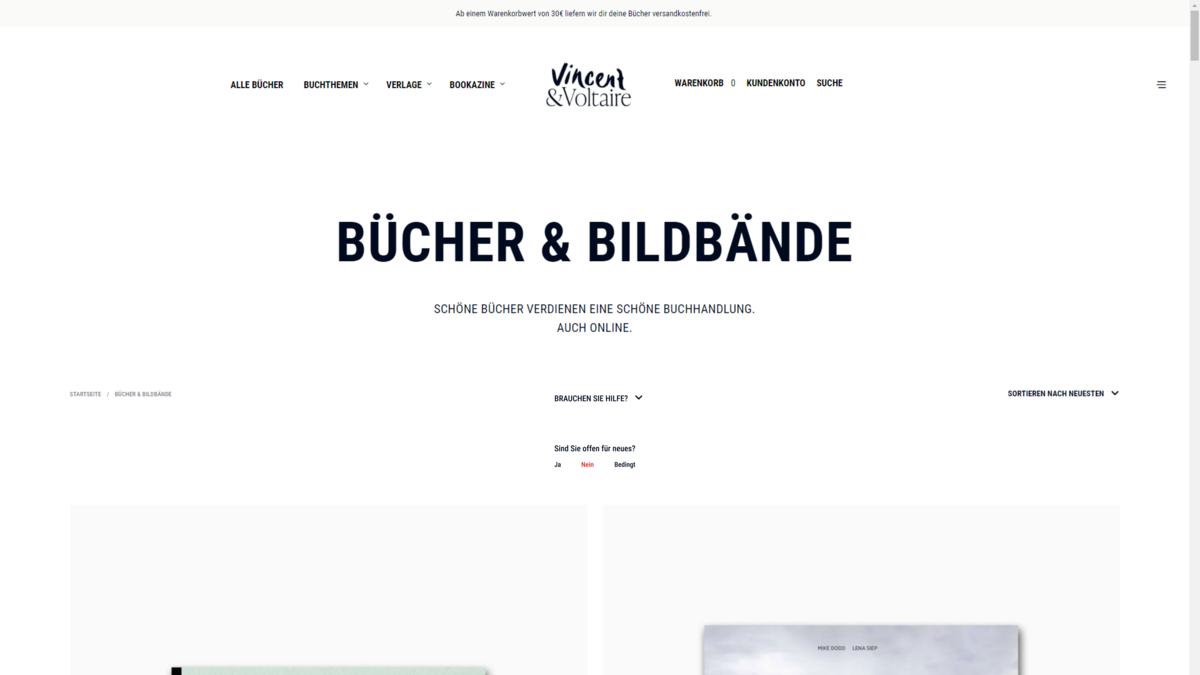 Ab einem Warenkorbwert von 30€ liefern wir dir deine Bücher versandkostenfrei.
ALLE BÜCHER BUCHTHEMEN VERLAGE BOOKAZINE
Vincent
&Voltaire
WARENKORB 0 KUNDENKONTO SUCHE
BÜCHER & BILDBÄNDE
SCHÖNE BÜCHER VERDIENEN EINE SCHÖNE BUCHHANDLUNG.
AUCH ONLINE.
STARTSEITE / BÜCHER & BILDBÄNDE
BRAUCHEN SIE HILFE?
SORTIEREN NACH NEUESTEN
Sind Sie offen für neues?
Ja Nein Bedingt
MIKE DODD LENA SIEP